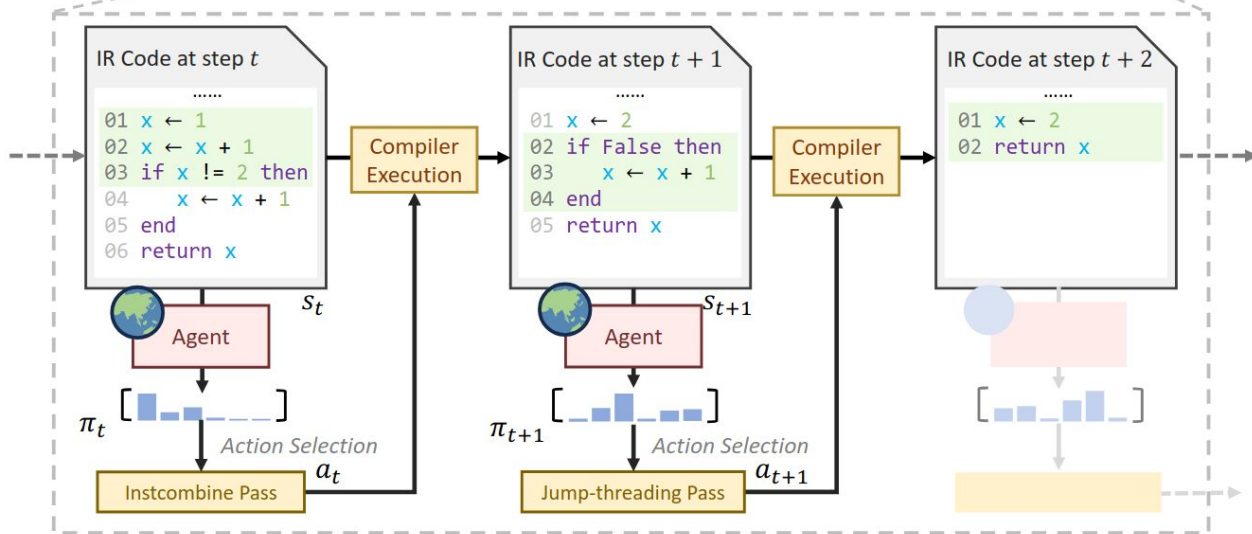 IR Code at step t
......
01 x ← 1
02 x ← x + 1
03 if x != 2 then
04 x ← x + 1
05 end
06 return x
s_t
Agent
π_t
Action Selection
a_t
Instcombine Pass
Compiler
Execution
IR Code at step t + 1
......
01 x ← 2
02 if False then
03 x ← x + 1
04 end
05 return x
s_{t+1}
Agent
π_{t+1}
Action Selection
a_{t+1}
Jump-threading Pass
Compiler
Execution
IR Code at step t + 2
......
01 x ← 2
02 return x